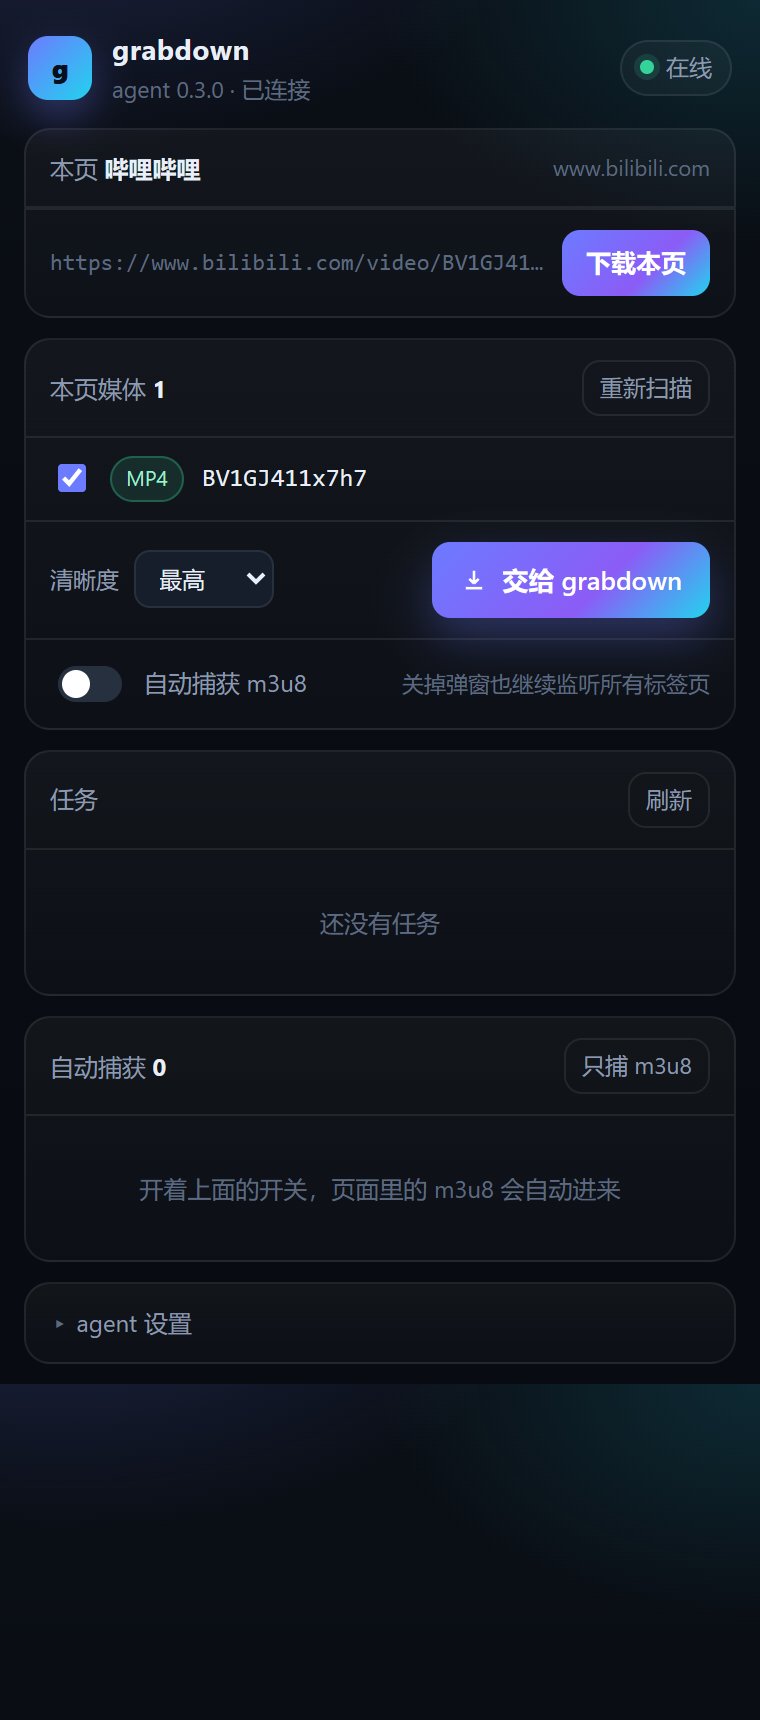 g
grabdown
agent 0.3.0 · 已连接
在线
本页 哔哩哔哩
www.bilibili.com
https://www.bilibili.com/video/BV1GJ41…
下载本页
本页媒体 1
重新扫描
MP4
BV1GJ411x7h7
清晰度
最高
交给 grabdown
自动捕获 m3u8
关掉弹窗也继续监听所有标签页
任务
刷新
还没有任务
自动捕获 0
只捕 m3u8
开着上面的开关，页面里的 m3u8 会自动进来
agent 设置